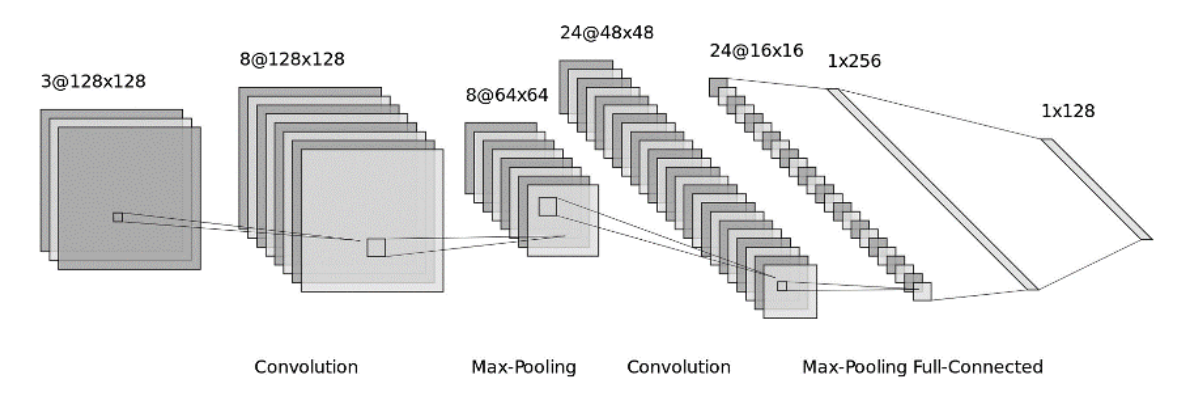 3@128x128
8@128x128
8@64x64
24@48x48
24@16x16
1x256
1x128
Convolution
Max-Pooling
Convolution
Max-Pooling Full-Connected